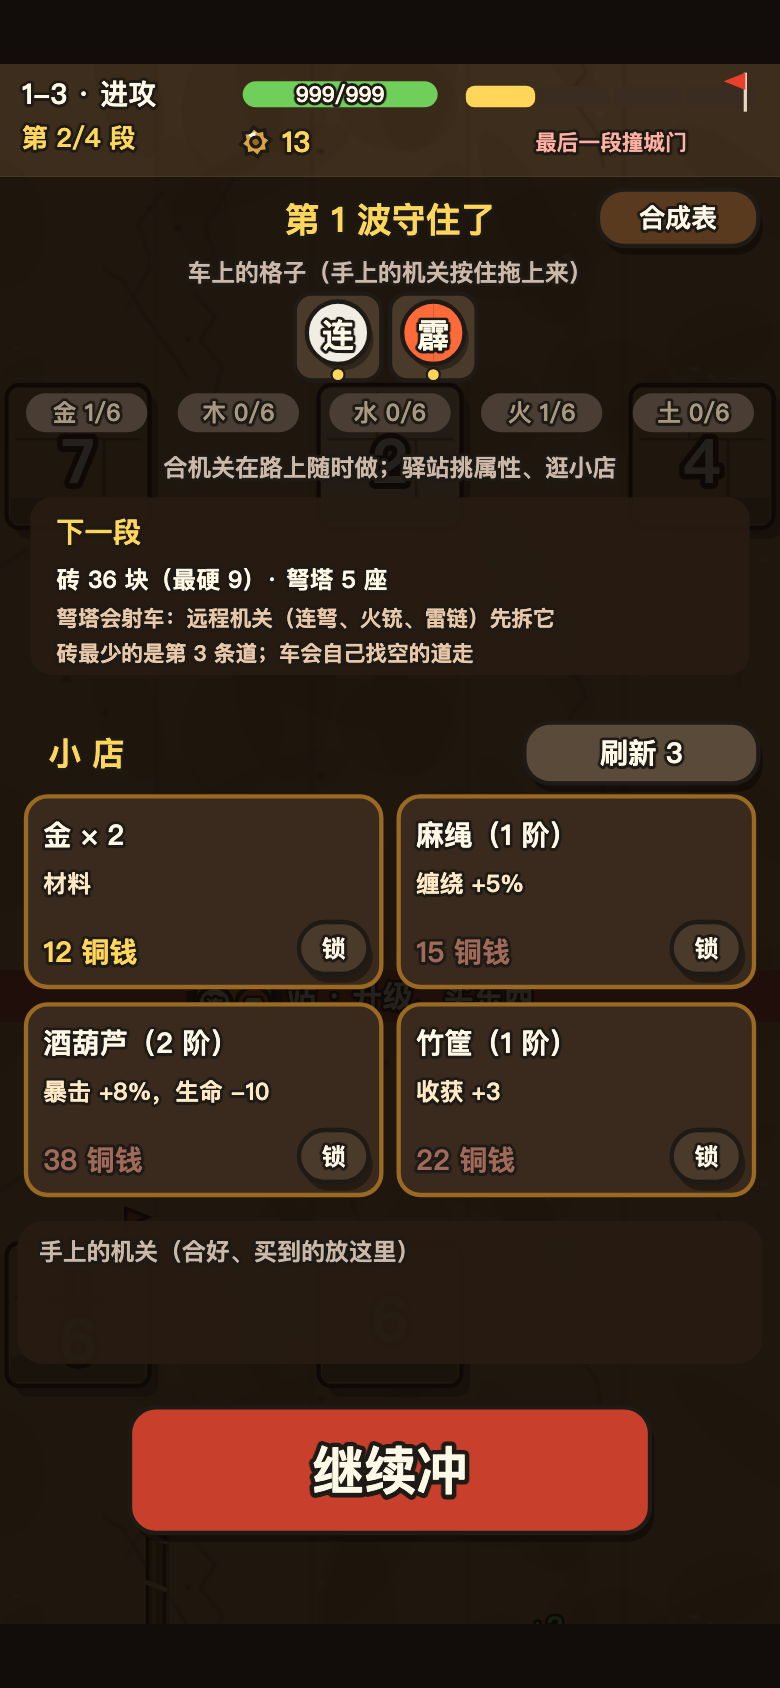 1–3 · 进攻
999/999
第 2/4 段
13
最后一段撞城门
第 1 波守住了
合成表
车上的格子（手上的机关按住拖上来）
连
霹
金 1/6
木 0/6
水 0/6
火 1/6
土 0/6
7
2
4
合机关在路上随时做；驿站挑属性、逛小店
下一段
砖 36 块（最硬 9）· 弩塔 5 座
弩塔会射车：远程机关（连弩、火铳、雷链）先拆它
砖最少的是第 3 条道；车会自己找空的道走
小 店
刷新 3
金 × 2
材料
12 铜钱
锁
麻绳（1 阶）
缠绕 +5%
15 铜钱
锁
酒葫芦（2 阶）
暴击 +8%，生命 –10
38 铜钱
锁
竹筐（1 阶）
收获 +3
22 铜钱
锁
手上的机关（合好、买到的放这里）
6
6
继续冲